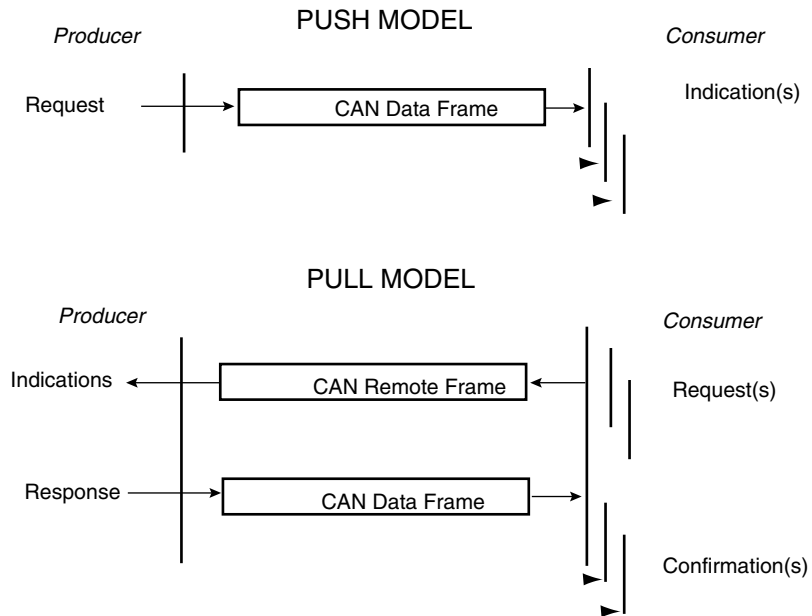 PUSH MODEL
Producer
Consumer
Request
CAN Data Frame
Indication(s)
PULL MODEL
Producer
Consumer
Indications
CAN Remote Frame
Request(s)
Response
CAN Data Frame
Confirmation(s)